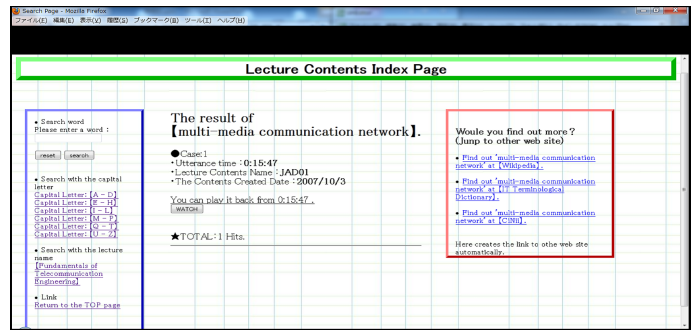 Search Page - Mozilla Firefox
ファイル(F) 編集(E) 表示(V) 履歴(S) ブックマーク(B) ツール(T) ヘルプ(H)
Lecture Contents Index Page
• Search word
Please enter a word :
reset search
• Search with the capital
letter
Capital Letter:【A - D】
Capital Letter:【E - H】
Capital Letter:【I - L】
Capital Letter:【M - P】
Capital Letter:【Q - T】
Capital Letter:【U - Z】
• Search with the lecture
name
【Fundamentals of
Telecommunication
Engineering】
• Link
Return to the TOP page
The result of
【multi-media communication network】.
●Case:1
・Utterance time : 0:15:47
・Lecture Contents Name : JAD01
・The Contents Created Date : 2007/10/3
You can play it back from 0:15:47 .
WATCH
★TOTAL:1 Hits.
Woule you find out more ?
(Jump to other web site)
• Find out 'multi-media communication
network' at【Wikipedia】.
• Find out 'multi-media communication
network' at【IT Terminological
Dictionary】.
• Find out 'multi-media communication
network' at【CiNii】.
Here creates the link to othe web site
automatically.